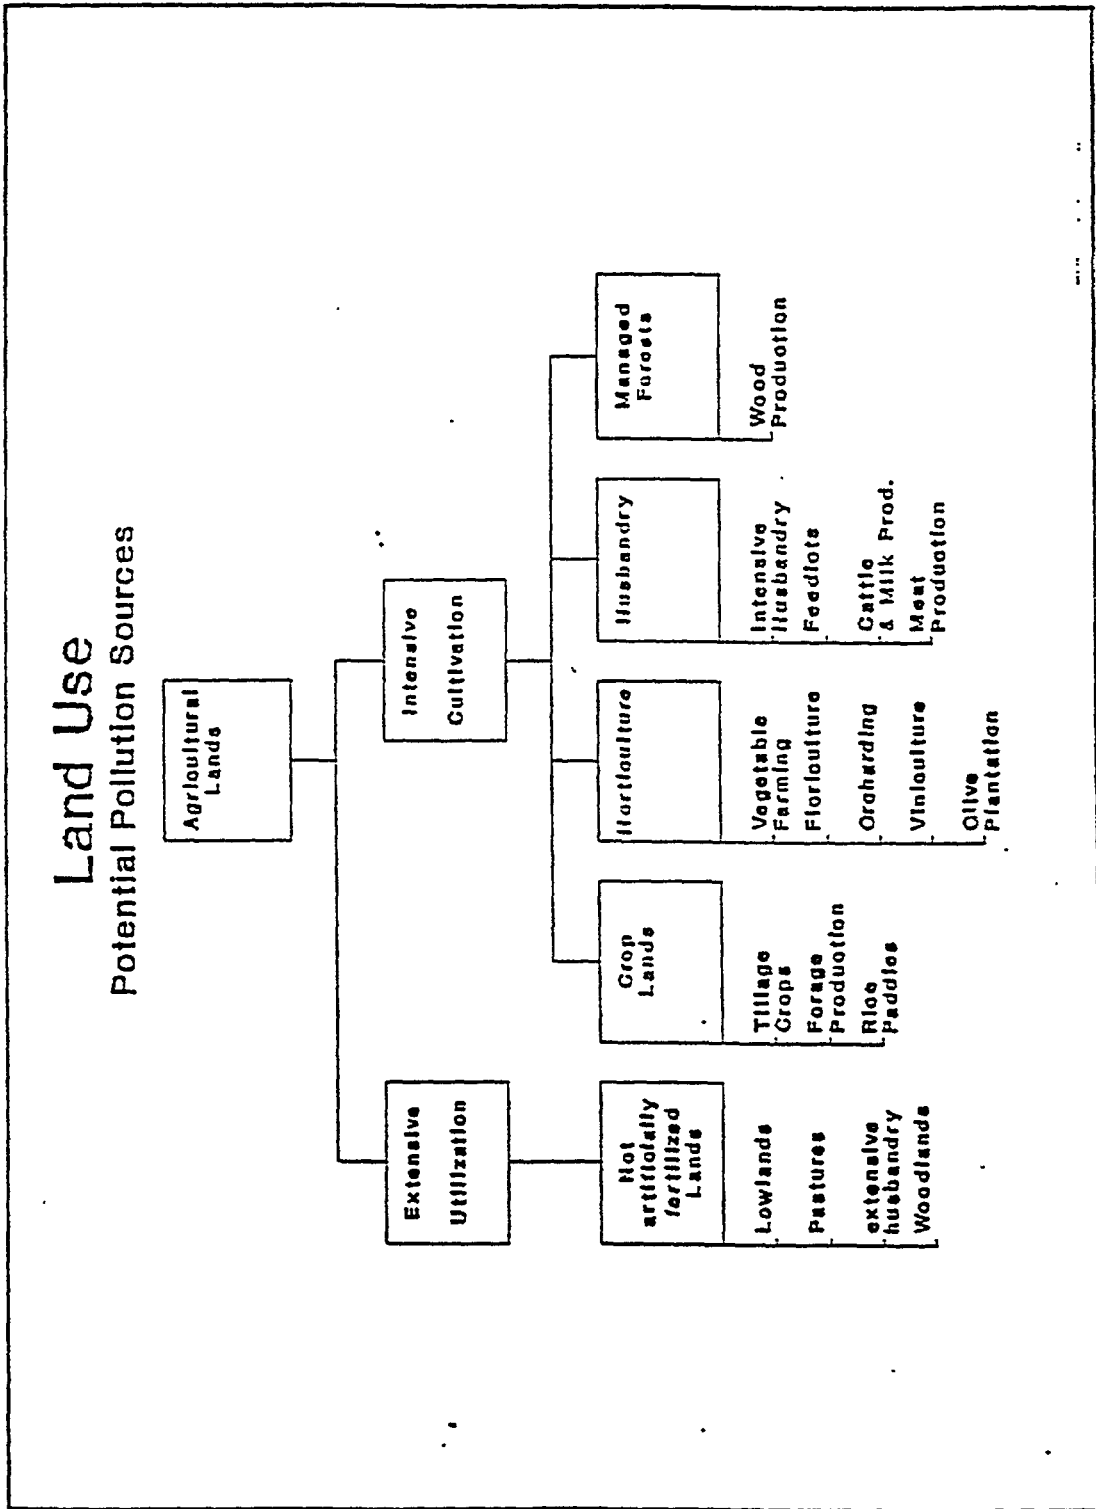 Land Use
Potential Pollution Sources
Agricultural
Lands
Extensive
Utilization
Intensive
Cultivation
Not
artificially
fertilized
Lands
Lowlands
Pastures
extensive
husbandry
Woodlands
Crop
Lands
Tillage
Crops
Forage
Production
Rice
Paddies
Horticulture
Vegetable
Farming
Floriculture
Orcharding
Viniculture
Olive
Plantation
Husbandry
Intensive
Husbandry
Feedlots
Cattle
& Milk Prod.
Meat
Production
Managed
Forests
Wood
Production